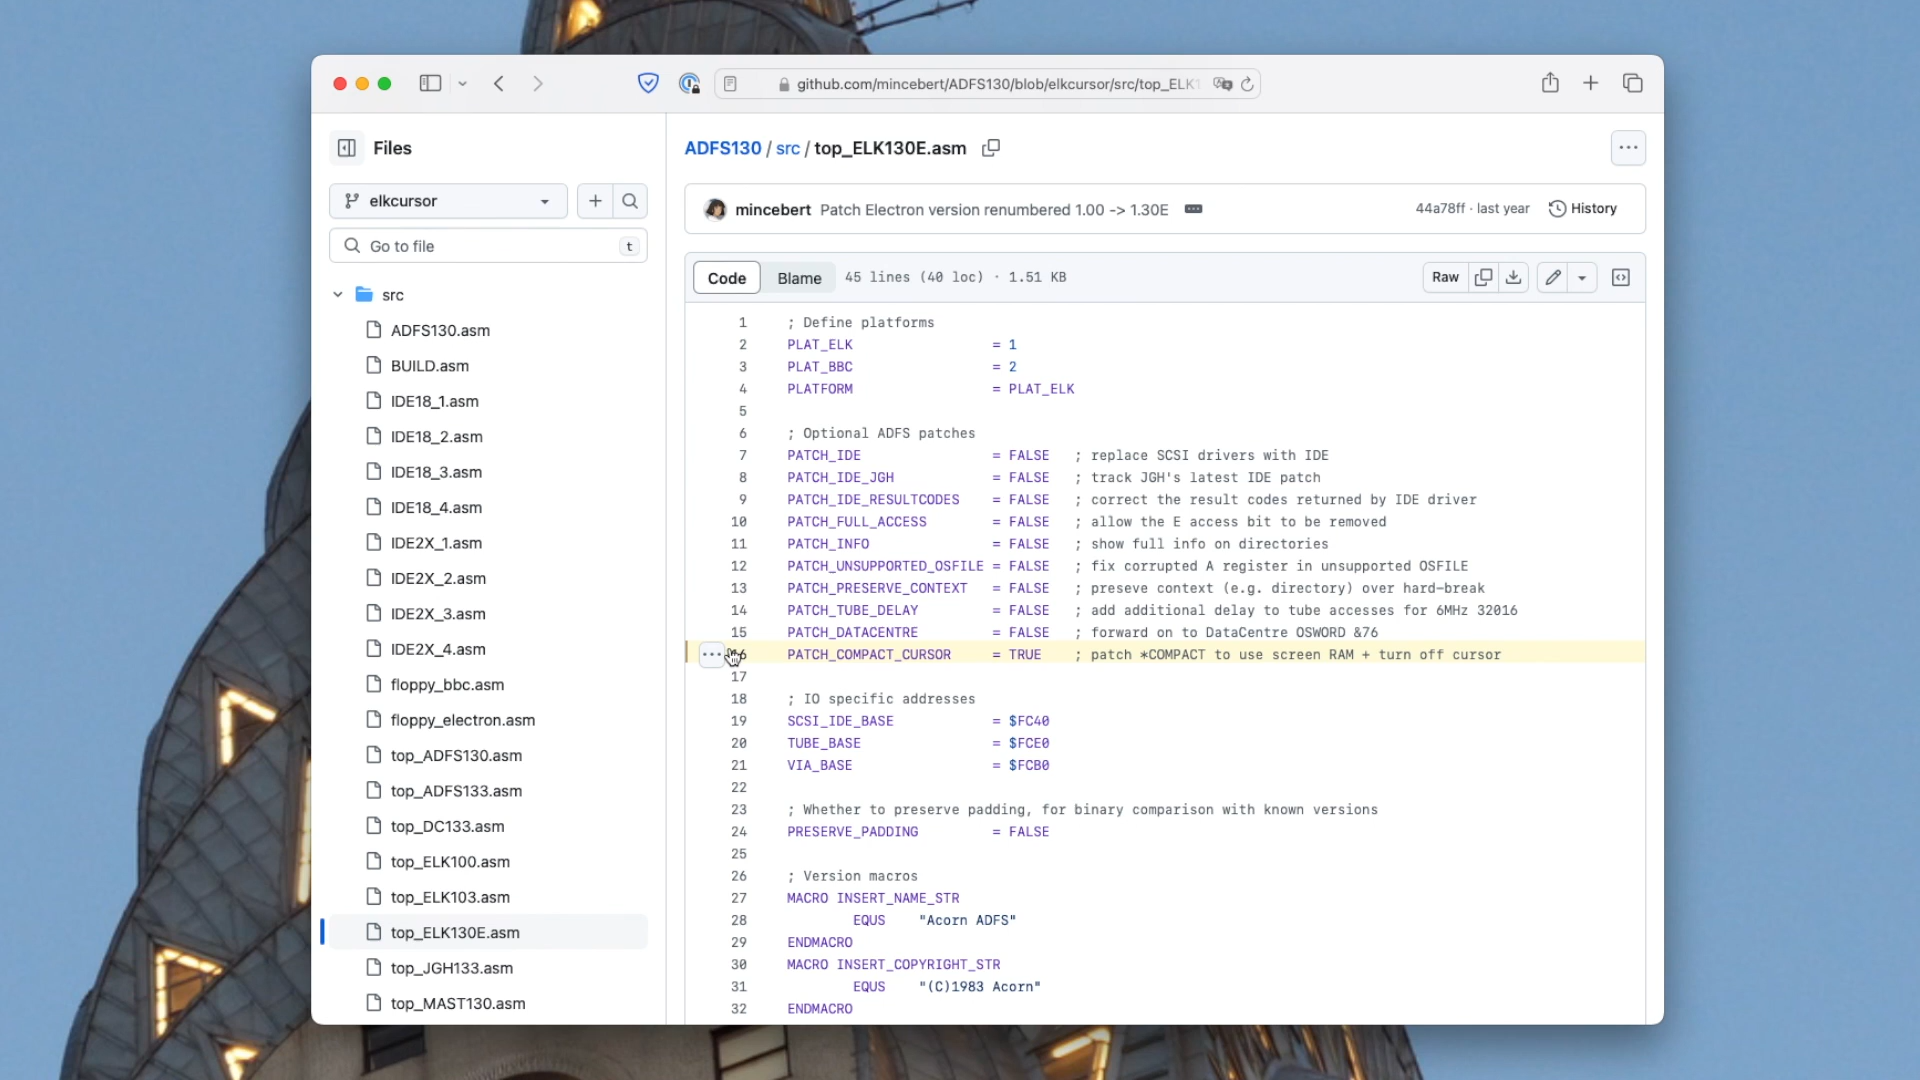 github.com/mincebert/ADFS130/blob/elkcursor/src/top_ELK1
Files
elkcursor
Go to file
t
src
ADFS130.asm
BUILD.asm
IDE18_1.asm
IDE18_2.asm
IDE18_3.asm
IDE18_4.asm
IDE2X_1.asm
IDE2X_2.asm
IDE2X_3.asm
IDE2X_4.asm
floppy_bbc.asm
floppy_electron.asm
top_ADFS130.asm
top_ADFS133.asm
top_DC133.asm
top_ELK100.asm
top_ELK103.asm
top_ELK130E.asm
top_JGH133.asm
top_MAST130.asm
ADFS130 / src / top_ELK130E.asm
mincebert Patch Electron version renumbered 1.00 -> 1.30E
44a78ff · last year
History
Code
Blame
45 lines (40 loc) · 1.51 KB
Raw
1 ; Define platforms
2 PLAT_ELK = 1
3 PLAT_BBC = 2
4 PLATFORM = PLAT_ELK
5
6 ; Optional ADFS patches
7 PATCH_IDE = FALSE ; replace SCSI drivers with IDE
8 PATCH_IDE_JGH = FALSE ; track JGH's latest IDE patch
9 PATCH_IDE_RESULTCODES = FALSE ; correct the result codes returned by IDE driver
10 PATCH_FULL_ACCESS = FALSE ; allow the E access bit to be removed
11 PATCH_INFO = FALSE ; show full info on directories
12 PATCH_UNSUPPORTED_OSFILE = FALSE ; fix corrupted A register in unsupported OSFILE
13 PATCH_PRESERVE_CONTEXT = FALSE ; preseve context (e.g. directory) over hard-break
14 PATCH_TUBE_DELAY = FALSE ; add additional delay to tube accesses for 6MHz 32016
15 PATCH_DATACENTRE = FALSE ; forward on to DataCentre OSWORD &76
16 PATCH_COMPACT_CURSOR = TRUE ; patch *COMPACT to use screen RAM + turn off cursor
17
18 ; IO specific addresses
19 SCSI_IDE_BASE = $FC40
20 TUBE_BASE = $FCE0
21 VIA_BASE = $FCB0
22
23 ; Whether to preserve padding, for binary comparison with known versions
24 PRESERVE_PADDING = FALSE
25
26 ; Version macros
27 MACRO INSERT_NAME_STR
28 EQUS "Acorn ADFS"
29 ENDMACRO
30 MACRO INSERT_COPYRIGHT_STR
31 EQUS "(C)1983 Acorn"
32 ENDMACRO